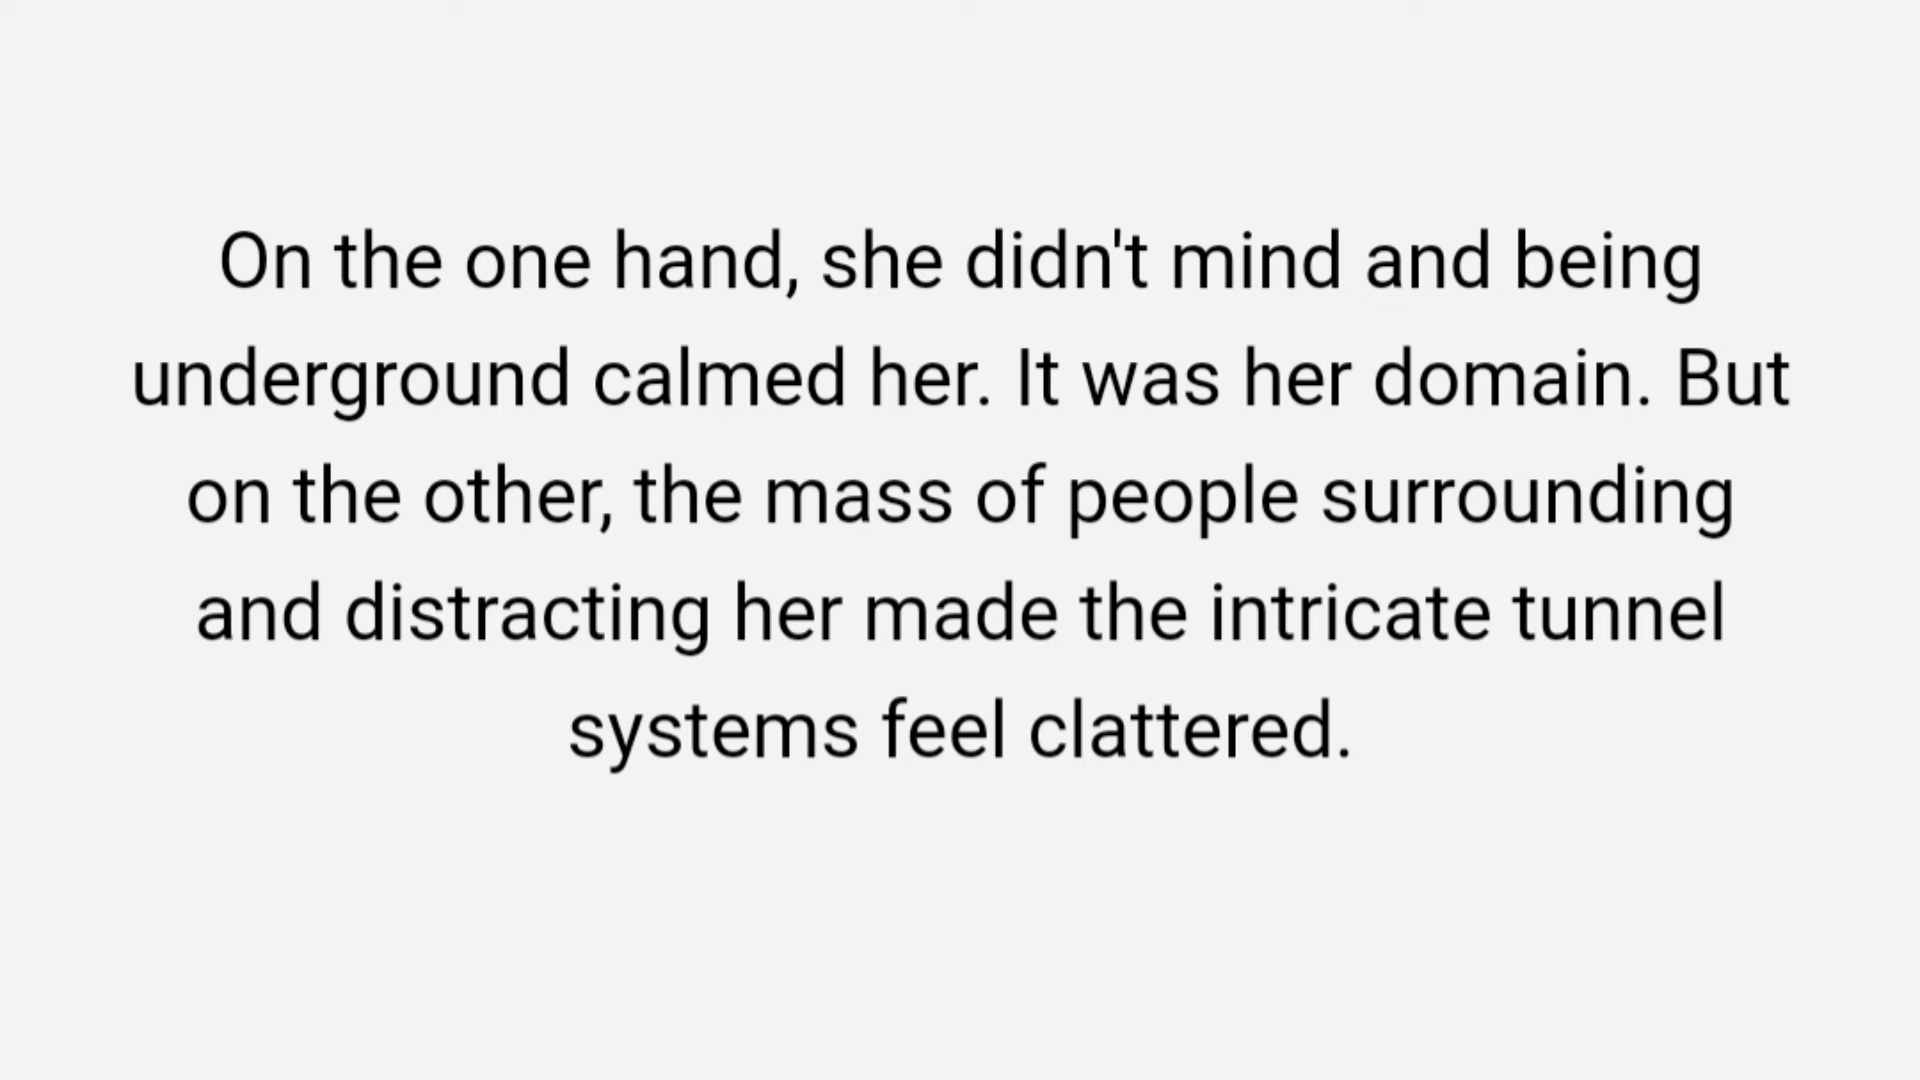 On the one hand, she didn't mind and being
underground calmed her. It was her domain. But
on the other, the mass of people surrounding
and distracting her made the intricate tunnel
systems feel clattered.